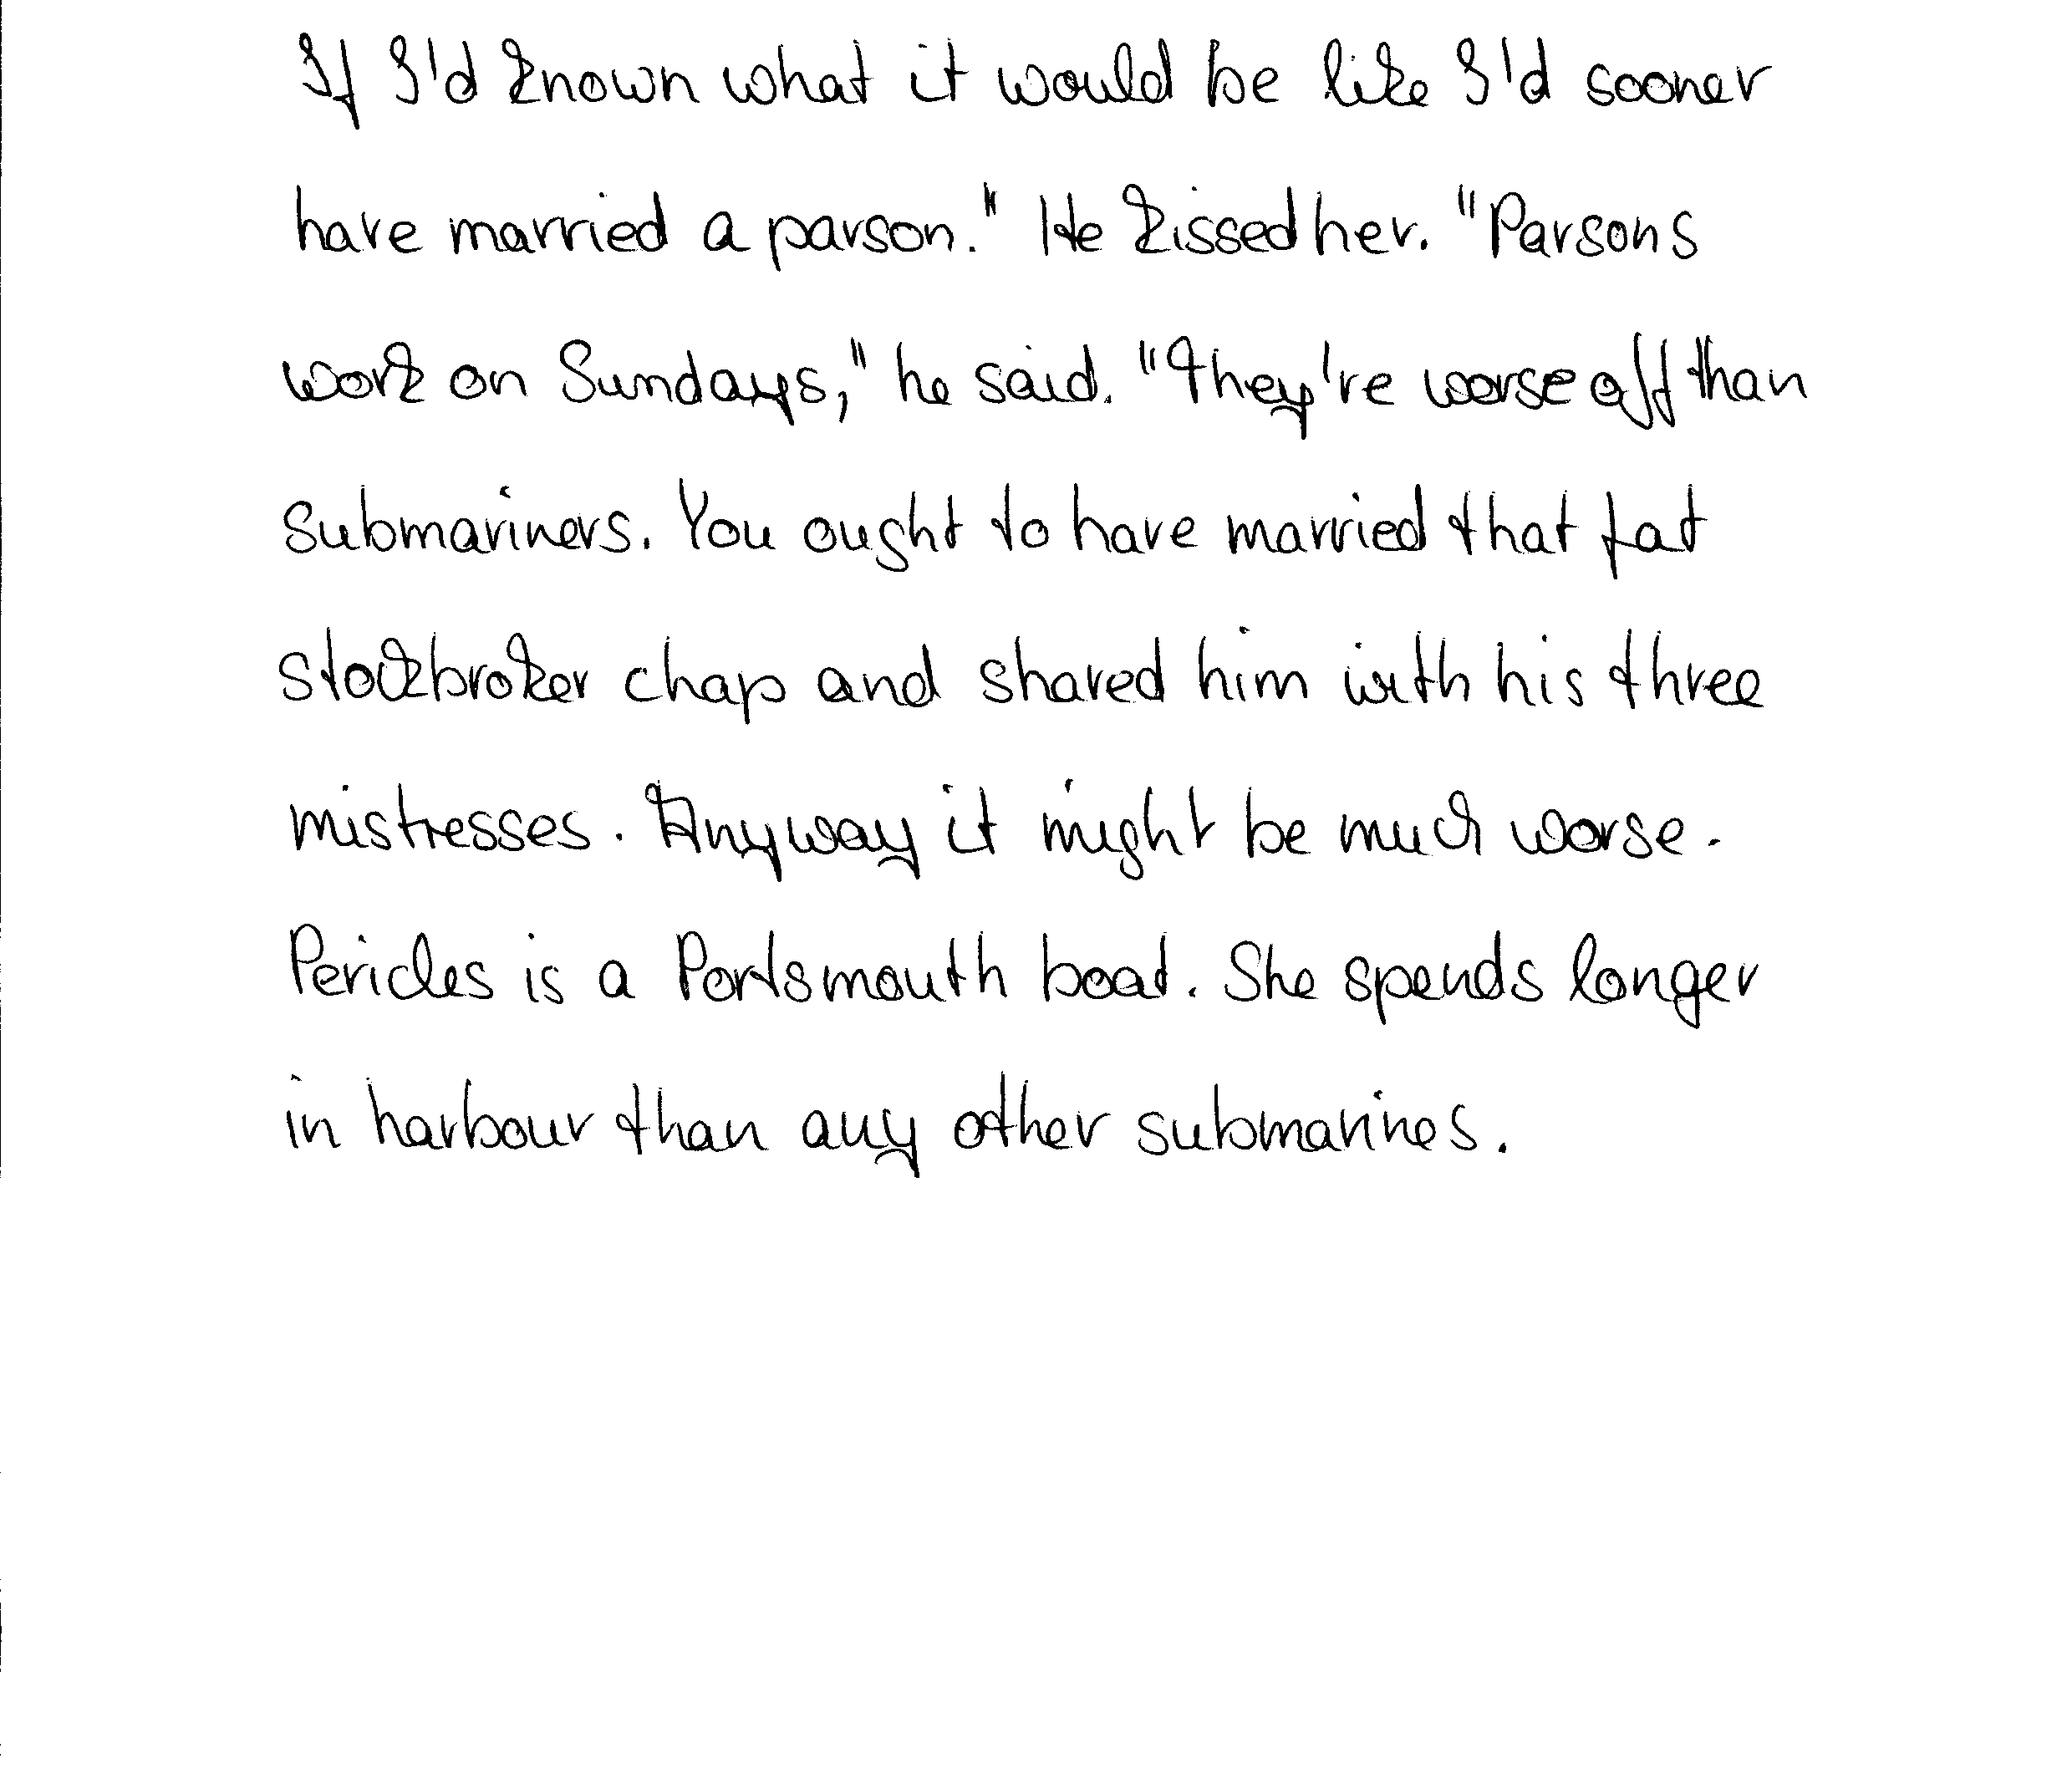 If I'd known what it would be like I'd sooner
have married a parson." He kissed her. "Parsons
work on Sundays," he said. "They're worse off than
submariners. You ought to have married that fat
stockbroker chap and shared him with his three
mistresses. Anyway it might be much worse.
Pericles is a Portsmouth boat. She spends longer
in harbour than any other submarines.